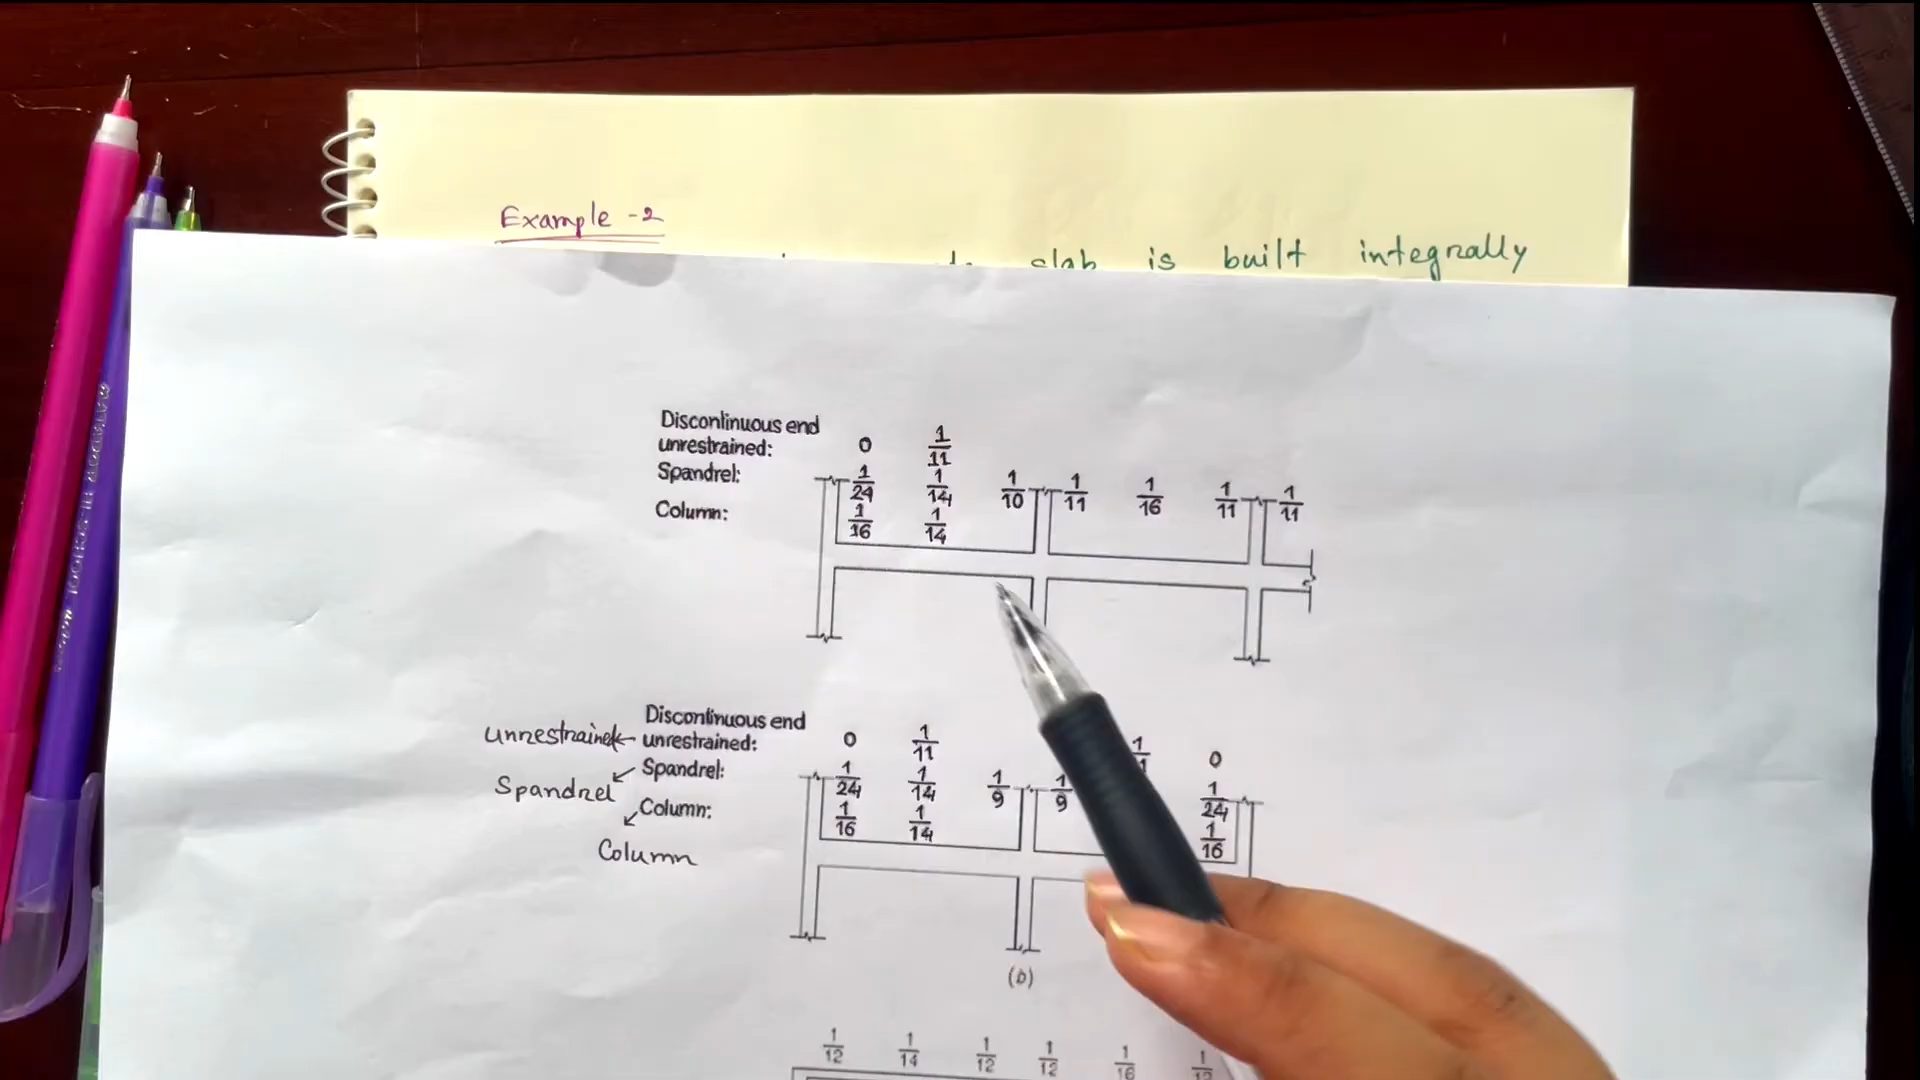 Example -2
slab is built integrally
Discontinuous end
unrestrained: 0 1/11
Spandrel: 1/24 1/14 1/10 1/11 1/16 1/11 1/11
Column: 1/16 1/14
Discontinuous end
unrestrained ← unrestrained: 0 1/11 0
Spandrel ↙ Spandrel: 1/24 1/14 1/9 1/9 1/24
↙ Column: 1/16 1/14 1/16
Column
(b)
1/12 1/14 1/12 1/12 1/16